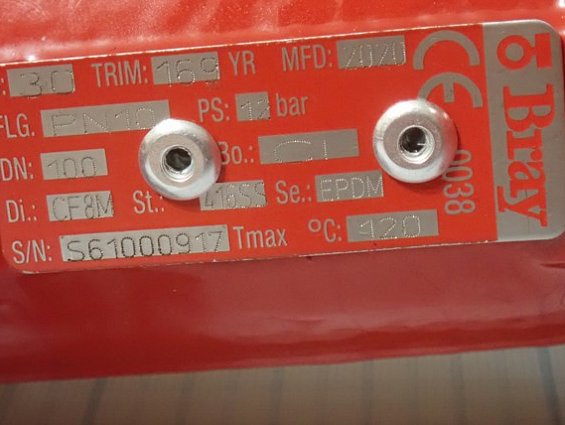 : 30 TRIM: 169 YR MFD: 2020
FLG. PN10 PS: bar
DN: 100 Bo.: CI
Di.: CF8M St.: 416SS Se.: EPDM
S/N: S61000917 Tmax °C: 120
CE
0038
Bray